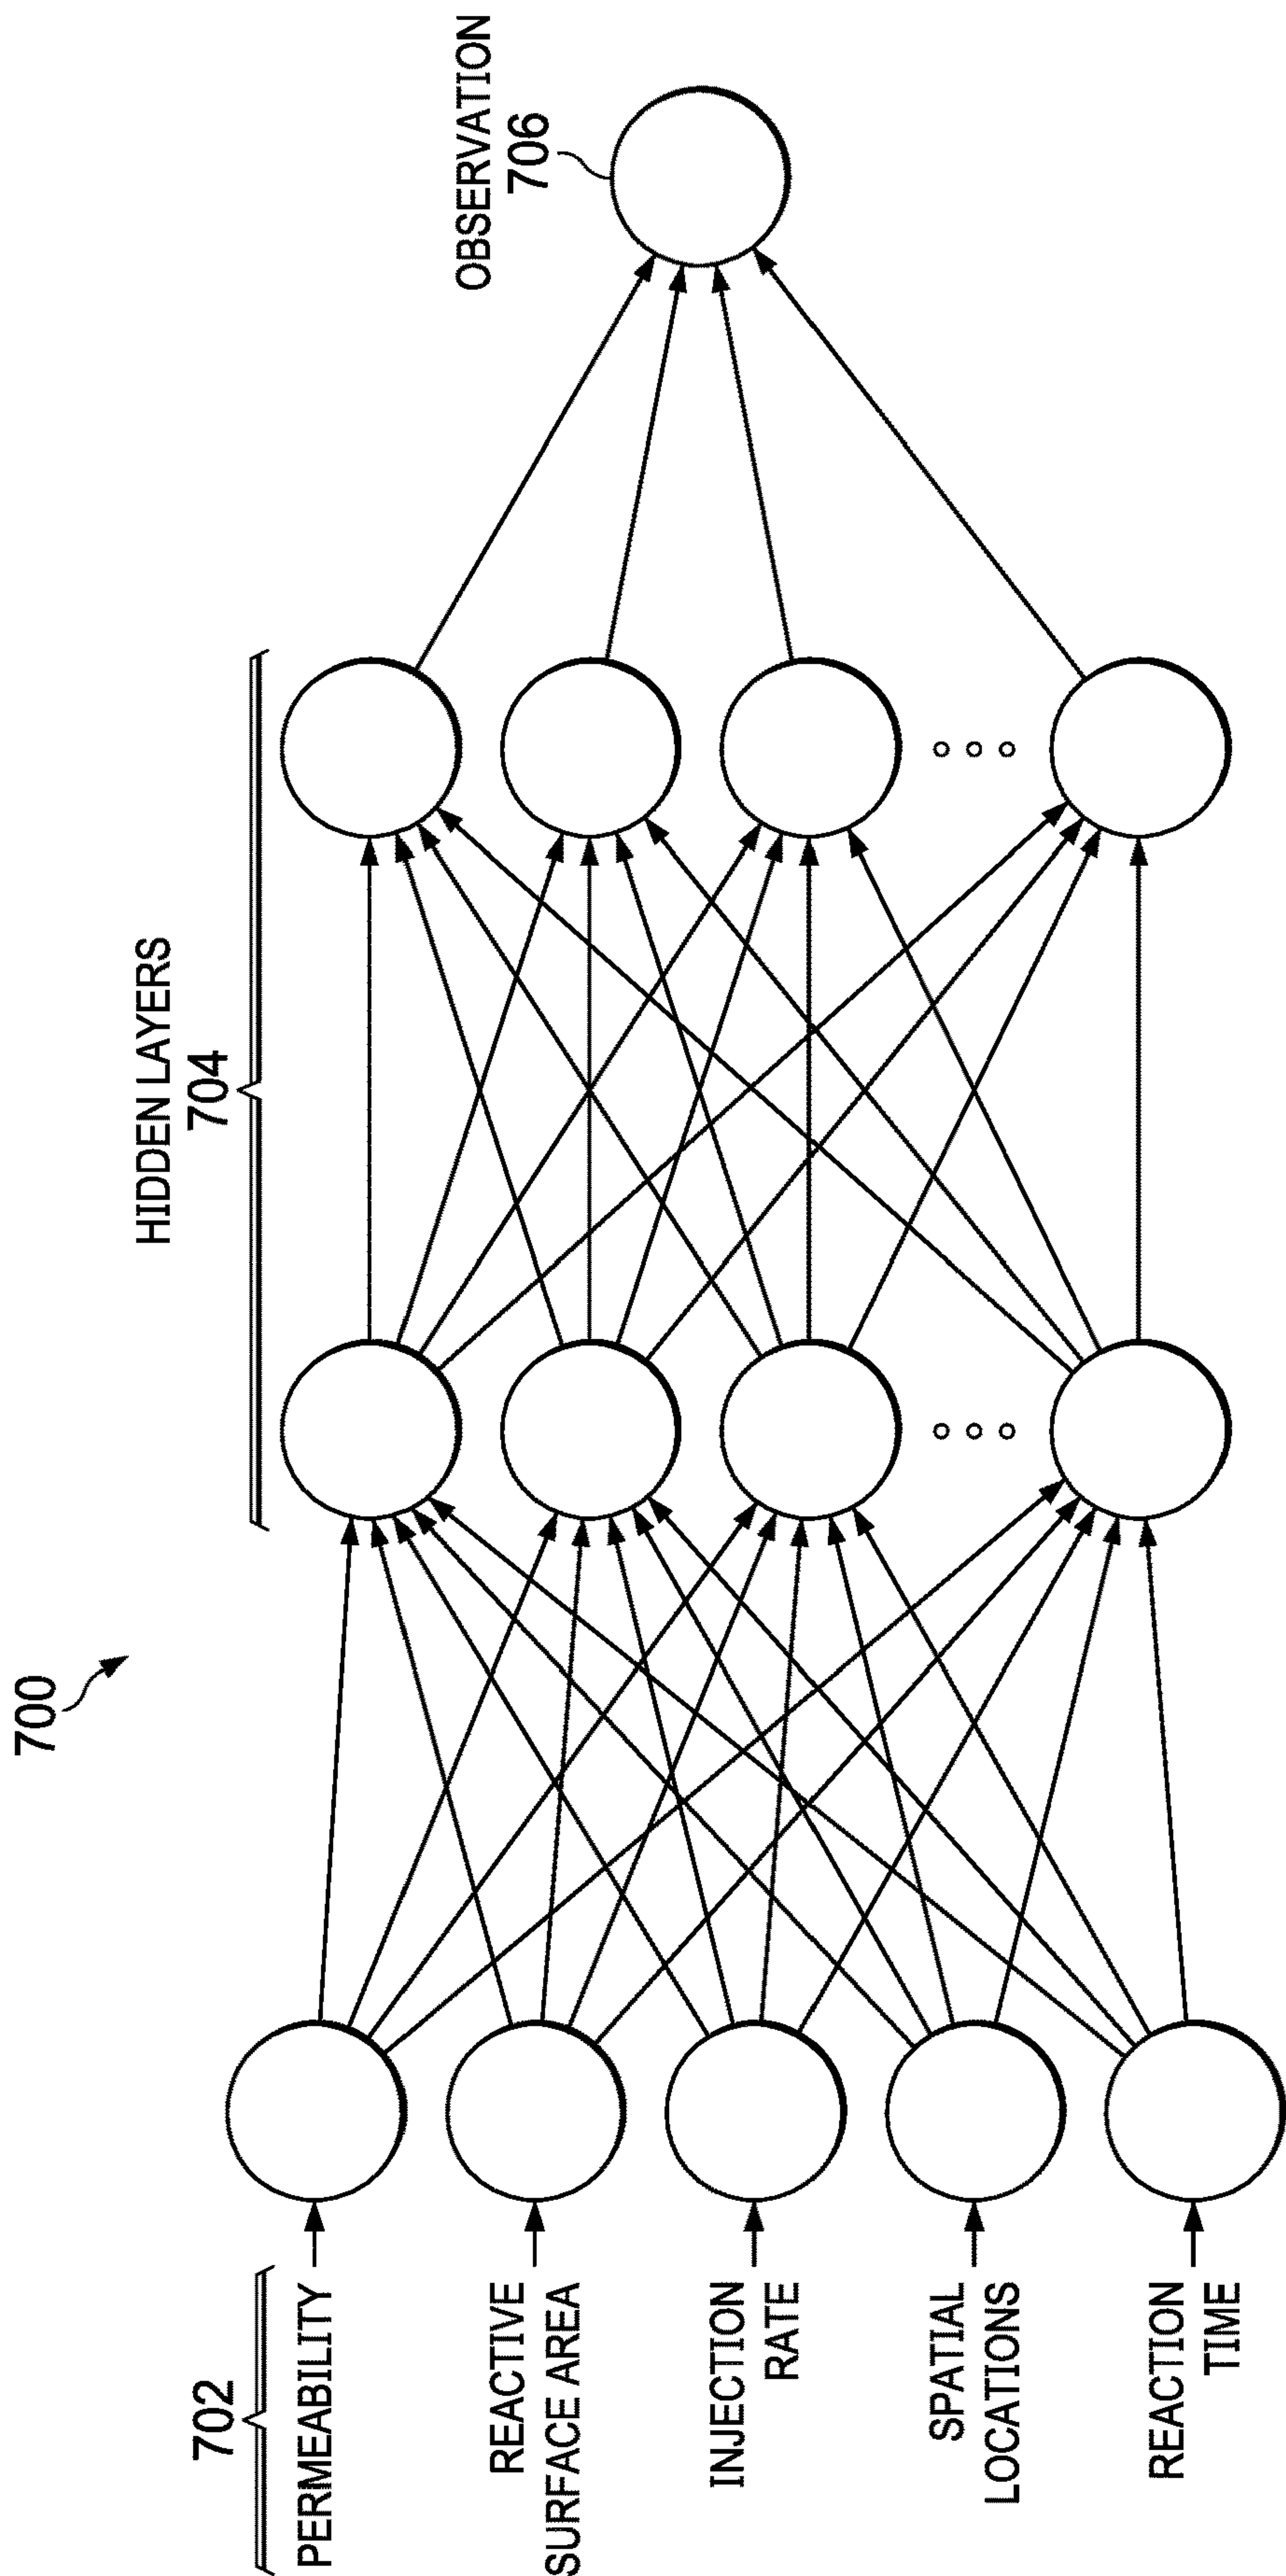 700
702
PERMEABILITY
REACTIVE
SURFACE AREA
INJECTION
RATE
SPATIAL
LOCATIONS
REACTION
TIME
HIDDEN LAYERS
704
OBSERVATION
706